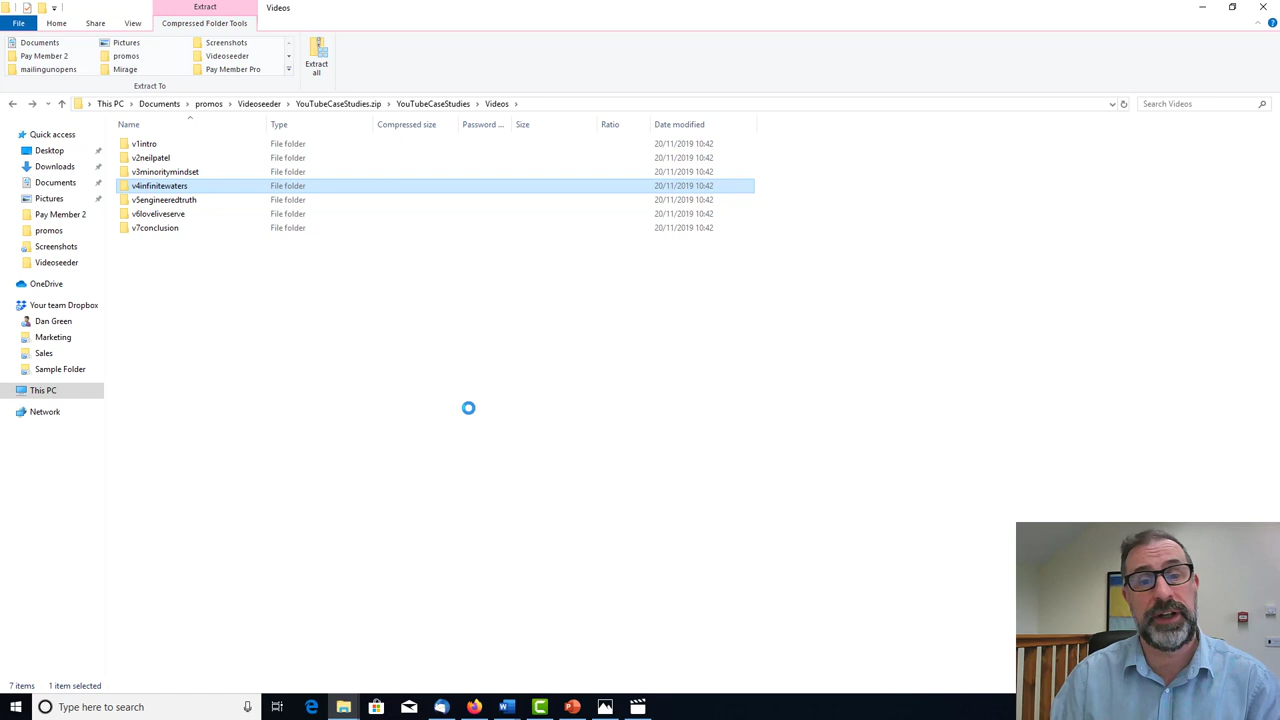 Extract
Videos
File
Home
Share
View
Compressed Folder Tools
Documents
Pictures
Screenshots
Pay Member 2
promos
Videoseeder
mailingunopens
Mirage
Pay Member Pro
Extract all
Extract To
This PC > Documents > promos > Videoseeder > YouTubeCaseStudies.zip > YouTubeCaseStudies > Videos >
Search Videos
Name Type Compressed size Password ... Size Ratio Date modified
v1intro File folder 20/11/2019 10:42
v2neilpatel File folder 20/11/2019 10:42
v3minoritymindset File folder 20/11/2019 10:42
v4infinitewaters File folder 20/11/2019 10:42
v5engineeredtruth File folder 20/11/2019 10:42
v6loveliveserve File folder 20/11/2019 10:42
v7conclusion File folder 20/11/2019 10:42
Quick access
Desktop
Downloads
Documents
Pictures
Pay Member 2
promos
Screenshots
Videoseeder
OneDrive
Your team Dropbox
Dan Green
Marketing
Sales
Sample Folder
This PC
Network
7 items 1 item selected
Type here to search